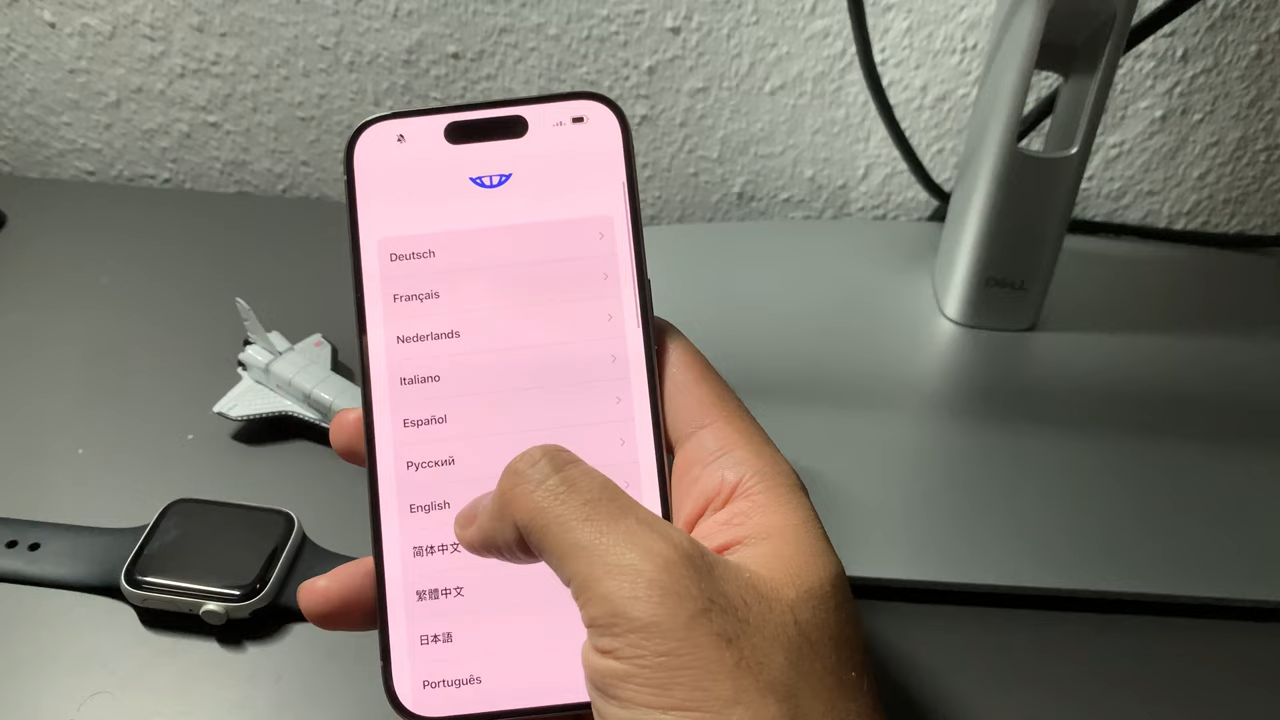 Deutsch
Français
Nederlands
Italiano
Español
Русский
English
简体中文
繁體中文
日本語
Português
DELL